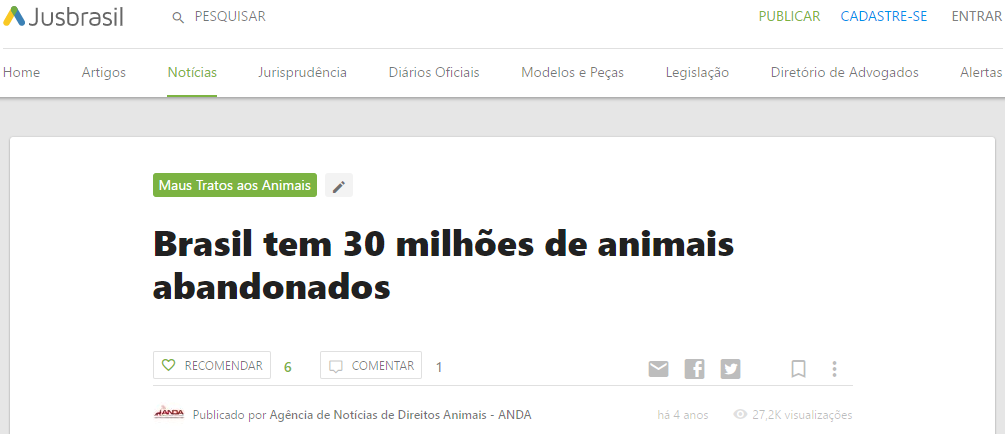 Jusbrasil PESQUISAR PUBLICAR CADASTRE-SE ENTRAR
Home Artigos Notícias Jurisprudência Diários Oficiais Modelos e Peças Legislação Diretório de Advogados Alertas
Maus Tratos aos Animais
Brasil tem 30 milhões de animais
abandonados
RECOMENDAR 6 COMENTAR 1
ANDA Publicado por Agência de Notícias de Direitos Animais - ANDA há 4 anos 27,2K visualizações